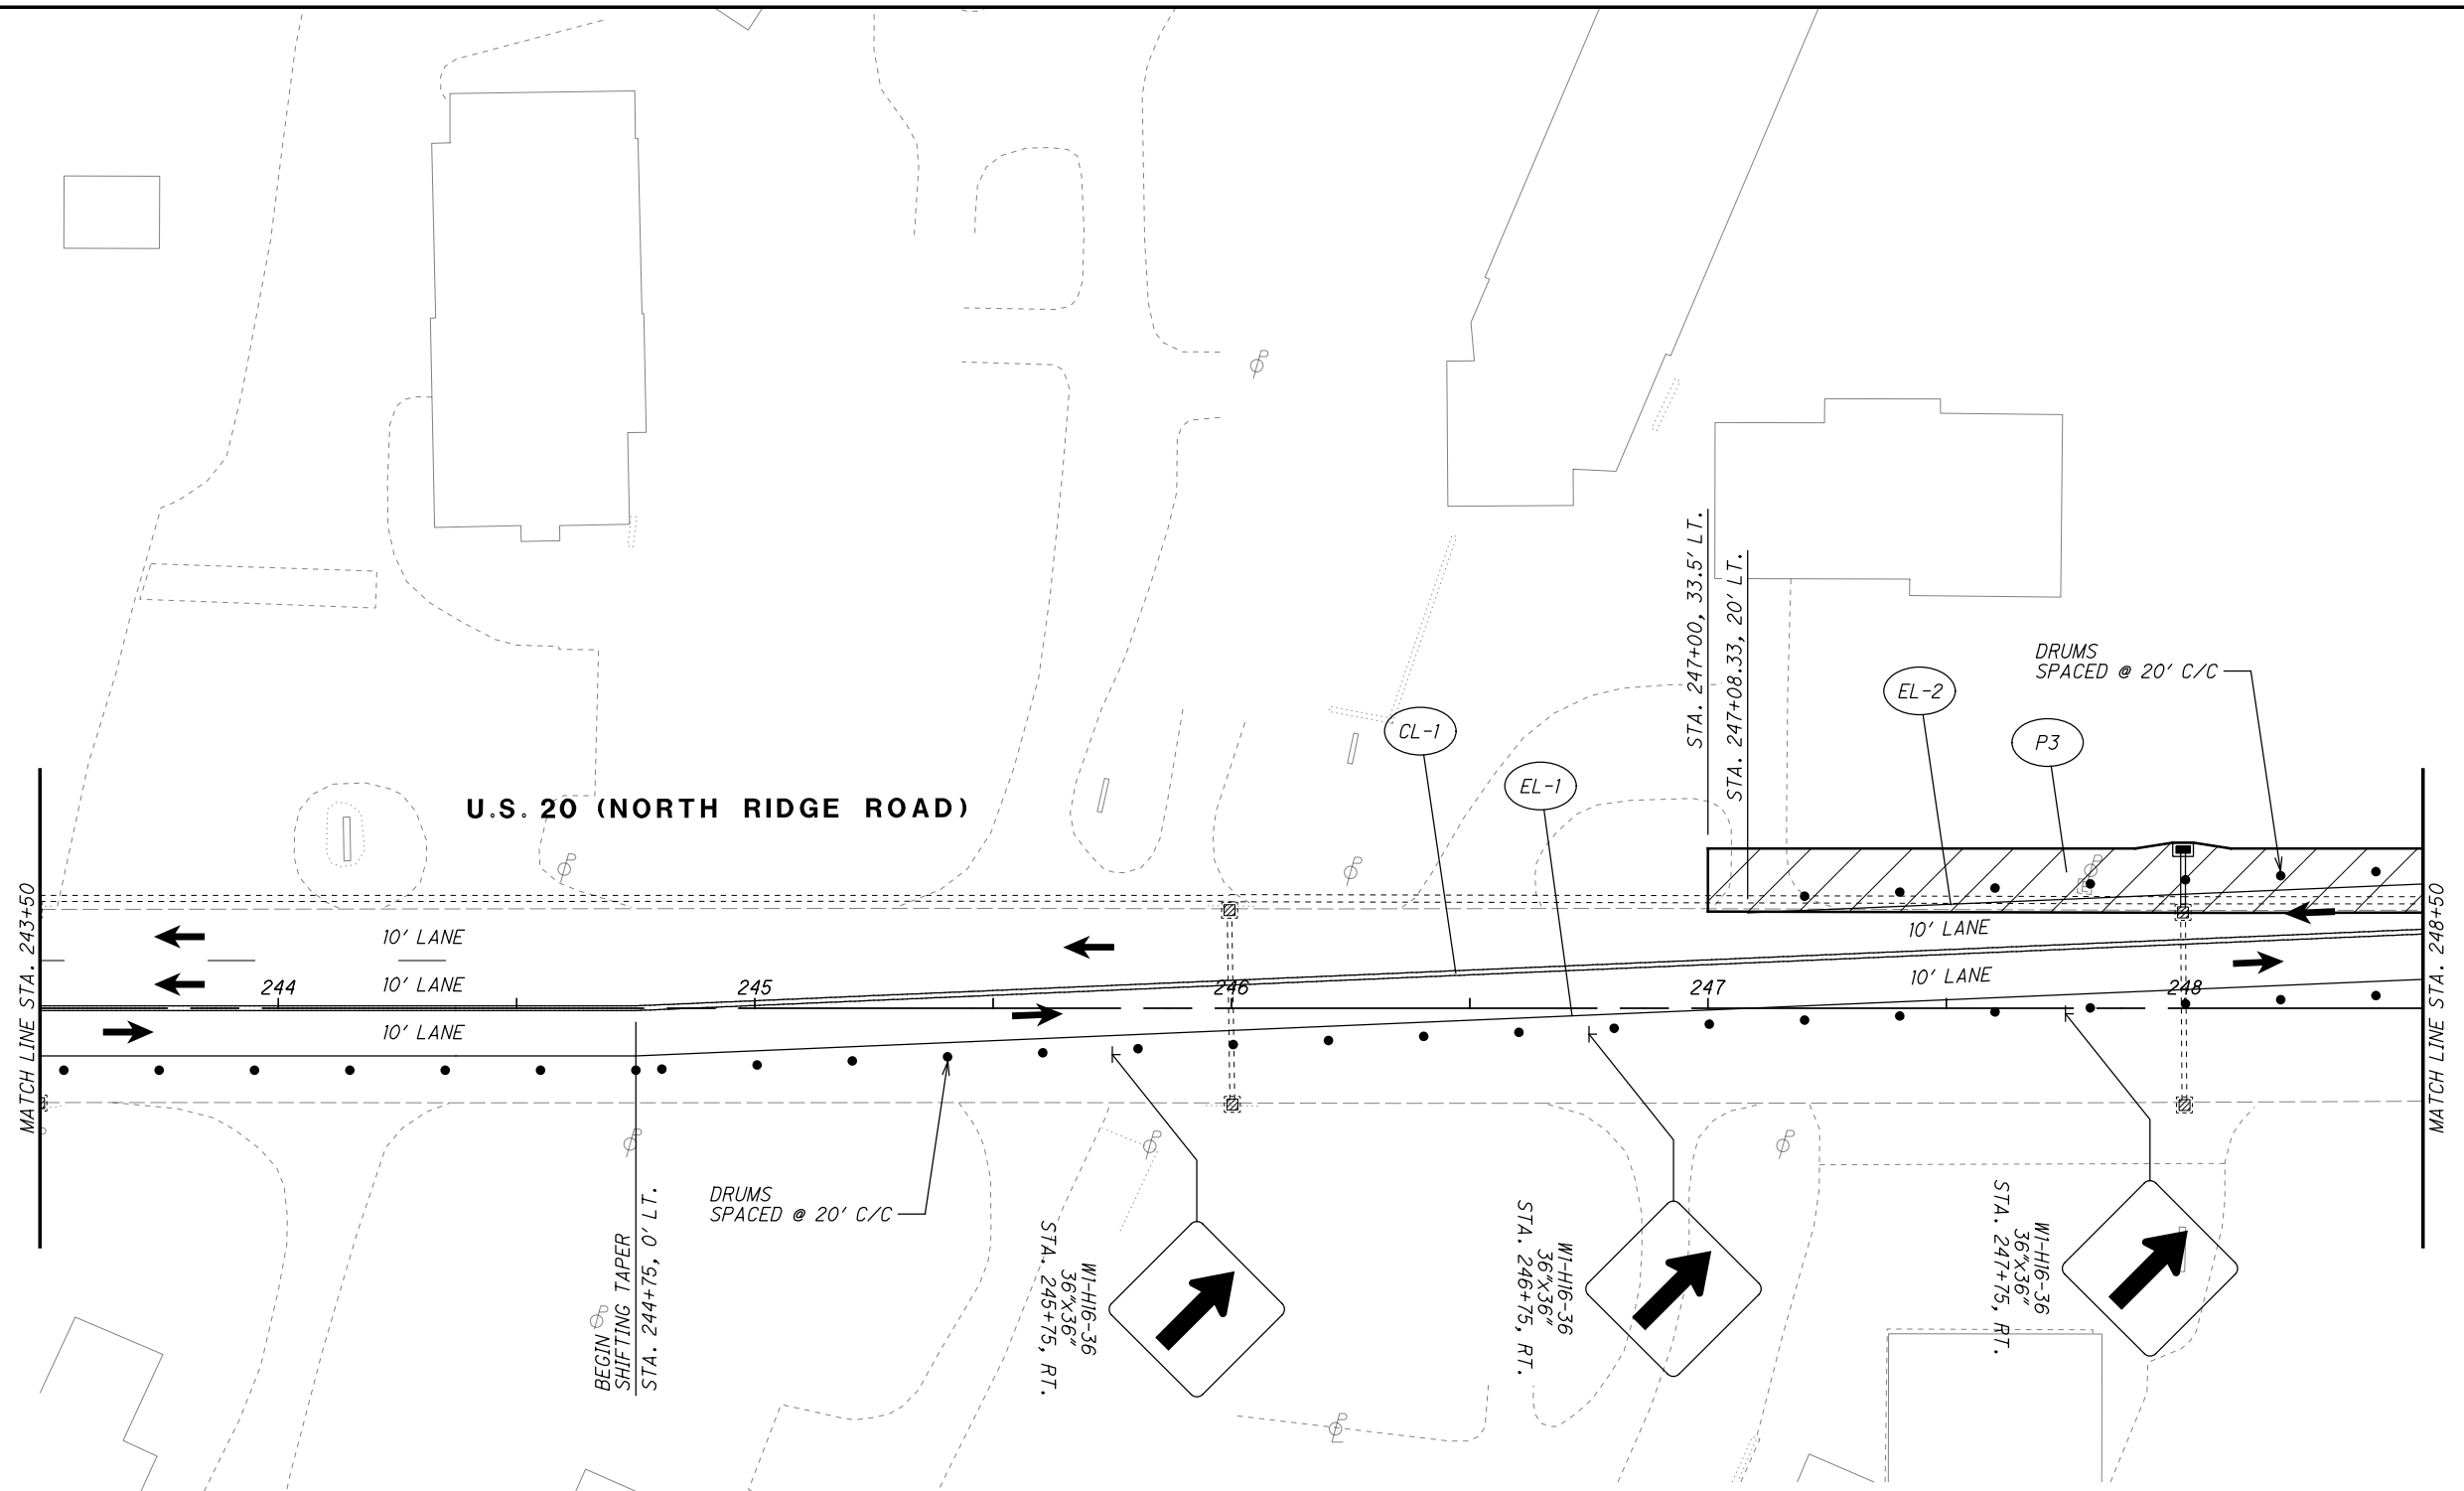 STA. 247+00, 33.5' LT.
STA. 247+08.33, 20' LT.
DRUMS
SPACED @ 20' C/C
EL-2
CL-1
P3
EL-1
U.S. 20 (NORTH RIDGE ROAD)
MATCH LINE STA. 243+50
MATCH LINE STA. 248+50
10' LANE
10' LANE
10' LANE
10' LANE
10' LANE
244
245
246
247
248
DRUMS
SPACED @ 20' C/C
BEGIN
SHIFTING TAPER
STA. 244+75, 0' LT.
W1-H16-36
36"x36"
STA. 245+75, RT.
W1-H16-36
36"x36"
STA. 246+75, RT.
W1-H16-36
36"x36"
STA. 247+75, RT.